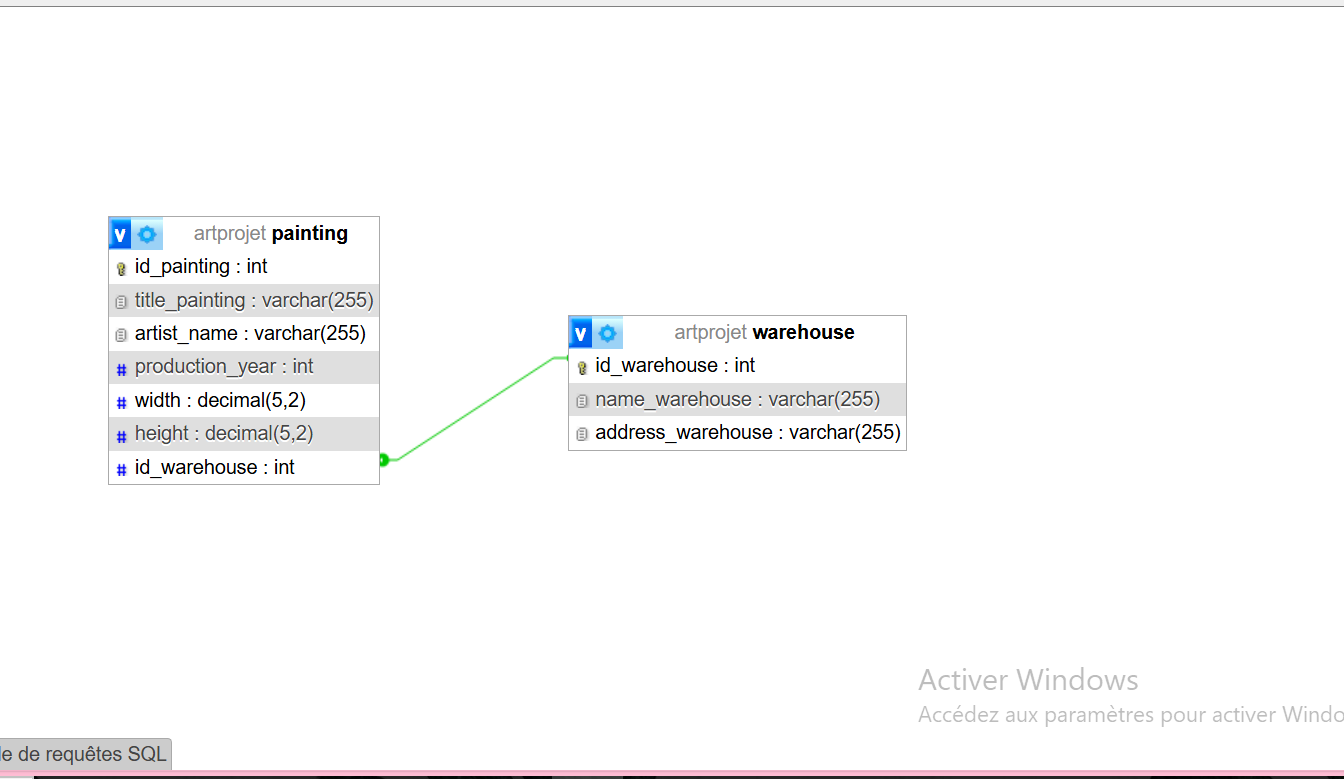 artprojet painting
id_painting : int
title_painting : varchar(255)
artist_name : varchar(255)
production_year : int
width : decimal(5,2)
height : decimal(5,2)
id_warehouse : int
artprojet warehouse
id_warehouse : int
name_warehouse : varchar(255)
address_warehouse : varchar(255)
Activer Windows
Accédez aux paramètres pour activer Windo
de requêtes SQL